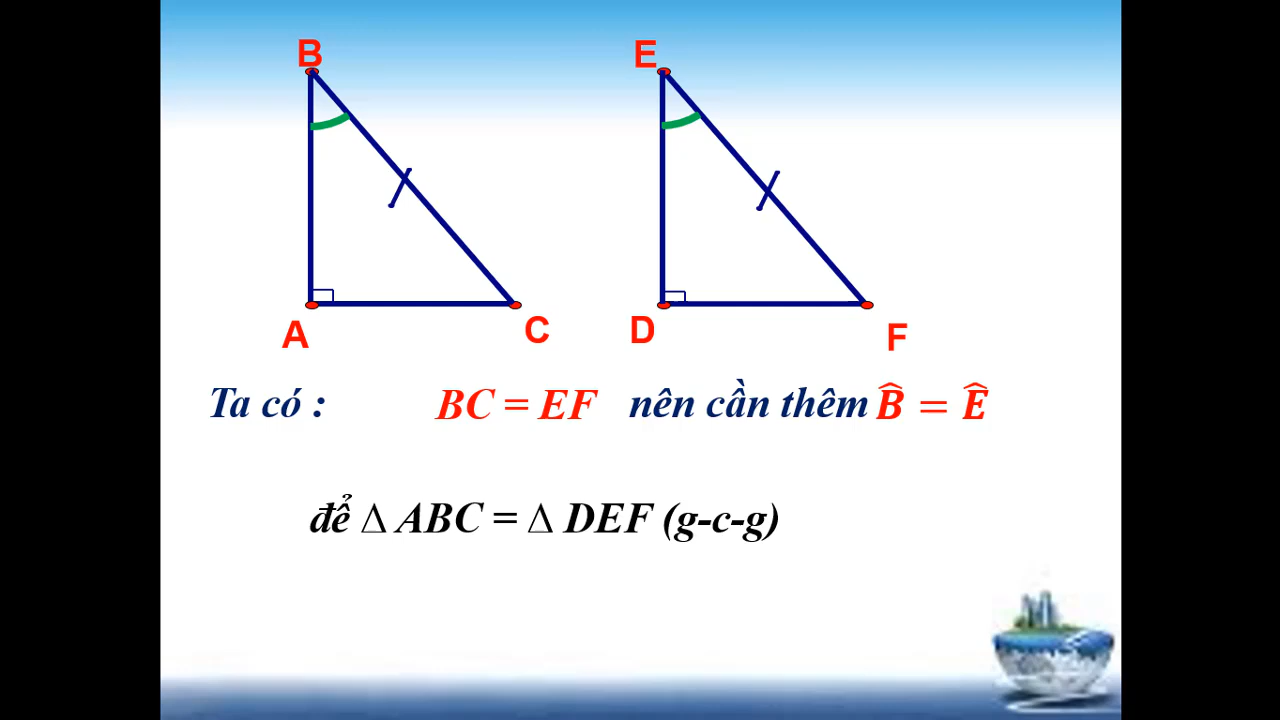 B E
A C D F
Ta có : BC = EF nên cần thêm B̂ = Ê
để Δ ABC = Δ DEF (g-c-g)